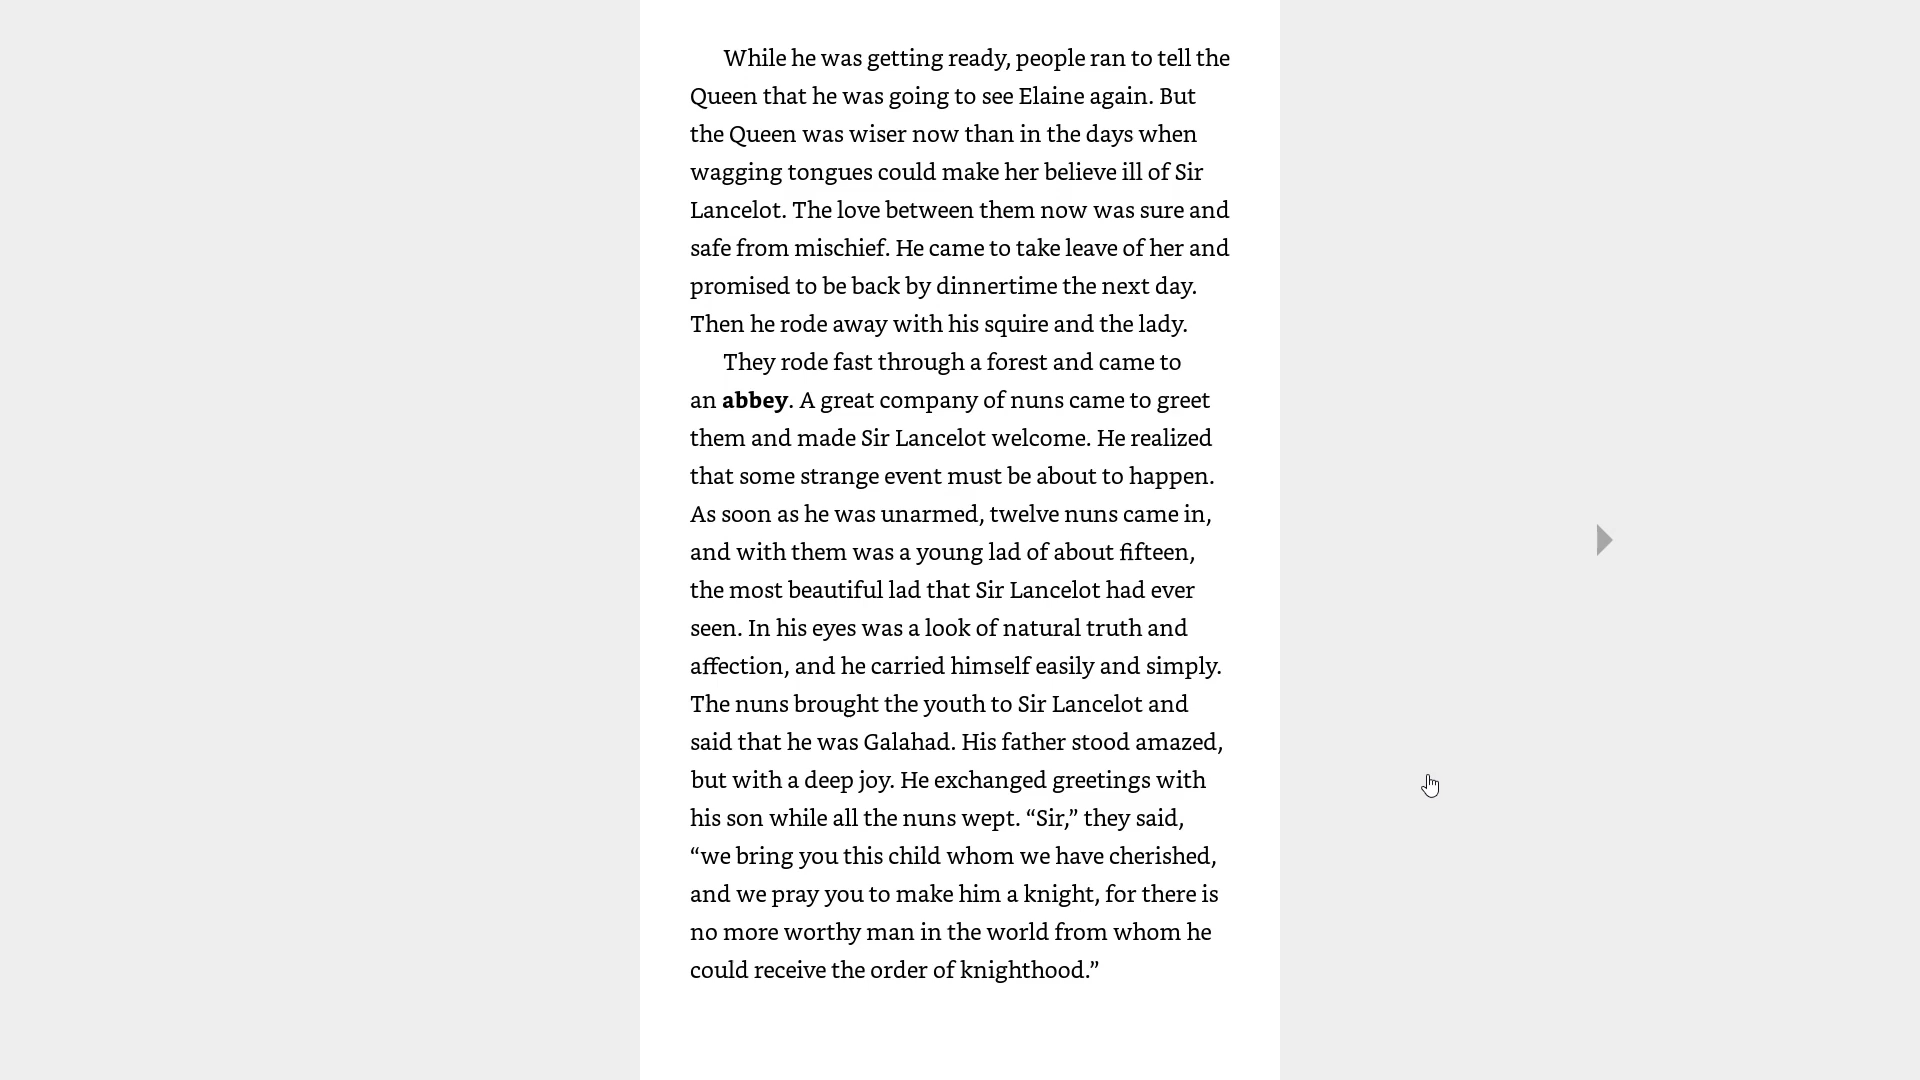 While he was getting ready, people ran to tell the
Queen that he was going to see Elaine again. But
the Queen was wiser now than in the days when
wagging tongues could make her believe ill of Sir
Lancelot. The love between them now was sure and
safe from mischief. He came to take leave of her and
promised to be back by dinnertime the next day.
Then he rode away with his squire and the lady.
They rode fast through a forest and came to
an abbey. A great company of nuns came to greet
them and made Sir Lancelot welcome. He realized
that some strange event must be about to happen.
As soon as he was unarmed, twelve nuns came in,
and with them was a young lad of about fifteen,
the most beautiful lad that Sir Lancelot had ever
seen. In his eyes was a look of natural truth and
affection, and he carried himself easily and simply.
The nuns brought the youth to Sir Lancelot and
said that he was Galahad. His father stood amazed,
but with a deep joy. He exchanged greetings with
his son while all the nuns wept. “Sir,” they said,
“we bring you this child whom we have cherished,
and we pray you to make him a knight, for there is
no more worthy man in the world from whom he
could receive the order of knighthood.”